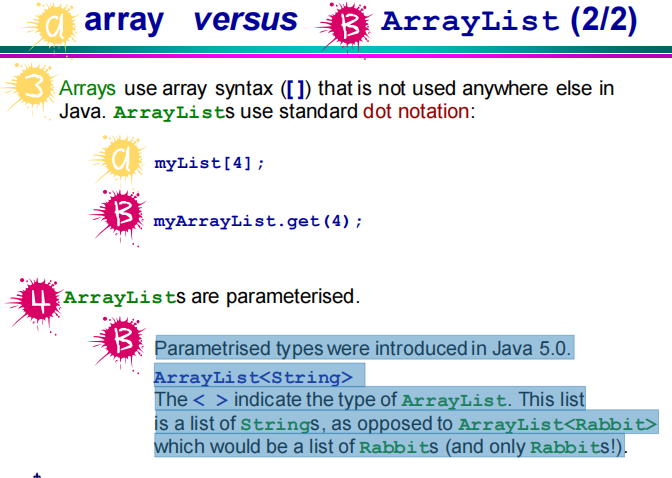 a array versus B ArrayList (2/2)
3 Arrays use array syntax ([]) that is not used anywhere else in
Java. ArrayLists use standard dot notation:
a myList[4];
B myArrayList.get(4);
4 ArrayLists are parameterised.
B Parametrised types were introduced in Java 5.0.
ArrayList<String>
The < > indicate the type of ArrayList. This list
is a list of Strings, as opposed to ArrayList<Rabbit>
which would be a list of Rabbits (and only Rabbits!).